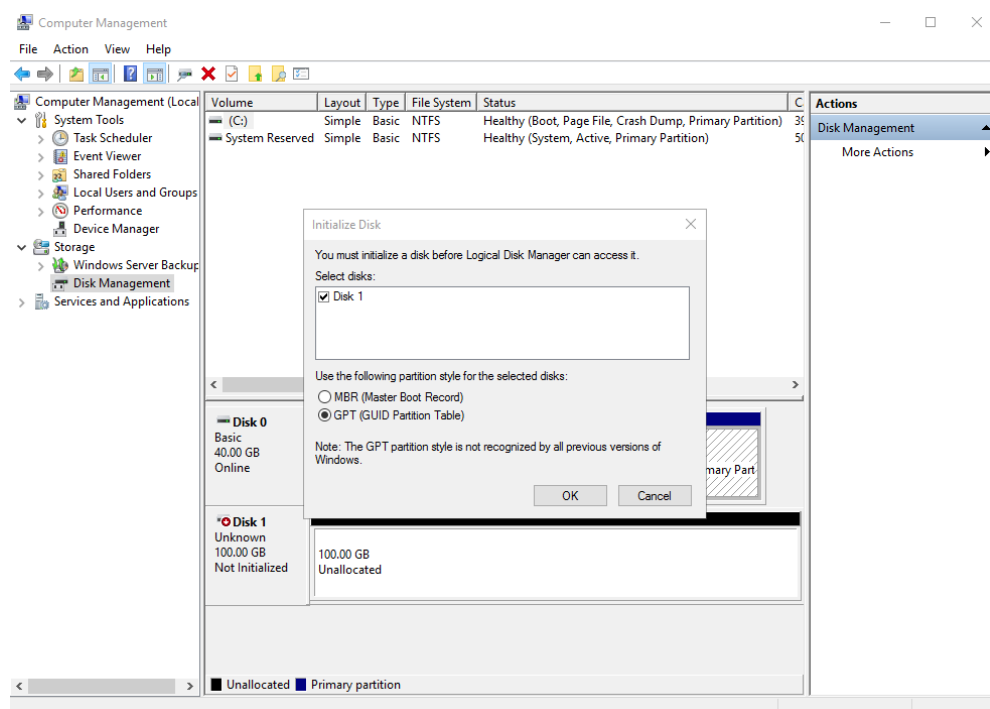 Computer Management
File Action View Help
Computer Management (Local
System Tools
Task Scheduler
Event Viewer
Shared Folders
Local Users and Groups
Performance
Device Manager
Storage
Windows Server Backup
Disk Management
Services and Applications
Volume Layout Type File System Status C
(C:) Simple Basic NTFS Healthy (Boot, Page File, Crash Dump, Primary Partition) 39
System Reserved Simple Basic NTFS Healthy (System, Active, Primary Partition) 50
Actions
Disk Management
More Actions
Initialize Disk
You must initialize a disk before Logical Disk Manager can access it.
Select disks:
Disk 1
Use the following partition style for the selected disks:
MBR (Master Boot Record)
GPT (GUID Partition Table)
Note: The GPT partition style is not recognized by all previous versions of
Windows.
OK Cancel
Disk 0
Basic
40.00 GB
Online
mary Part
Disk 1
Unknown
100.00 GB
Not Initialized
100.00 GB
Unallocated
Unallocated Primary partition